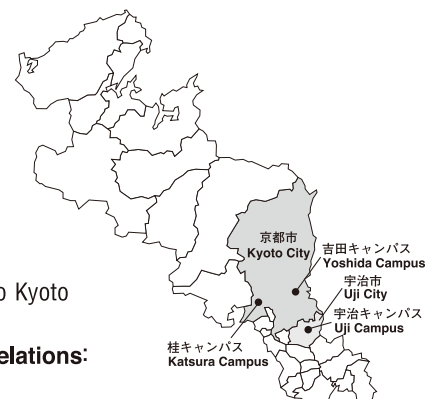 京都市
Kyoto City
吉田キャンパス
Yoshida Campus
宇治市
Uji City
宇治キャンパス
Uji Campus
桂キャンパス
Katsura Campus
Kyoto
elations: